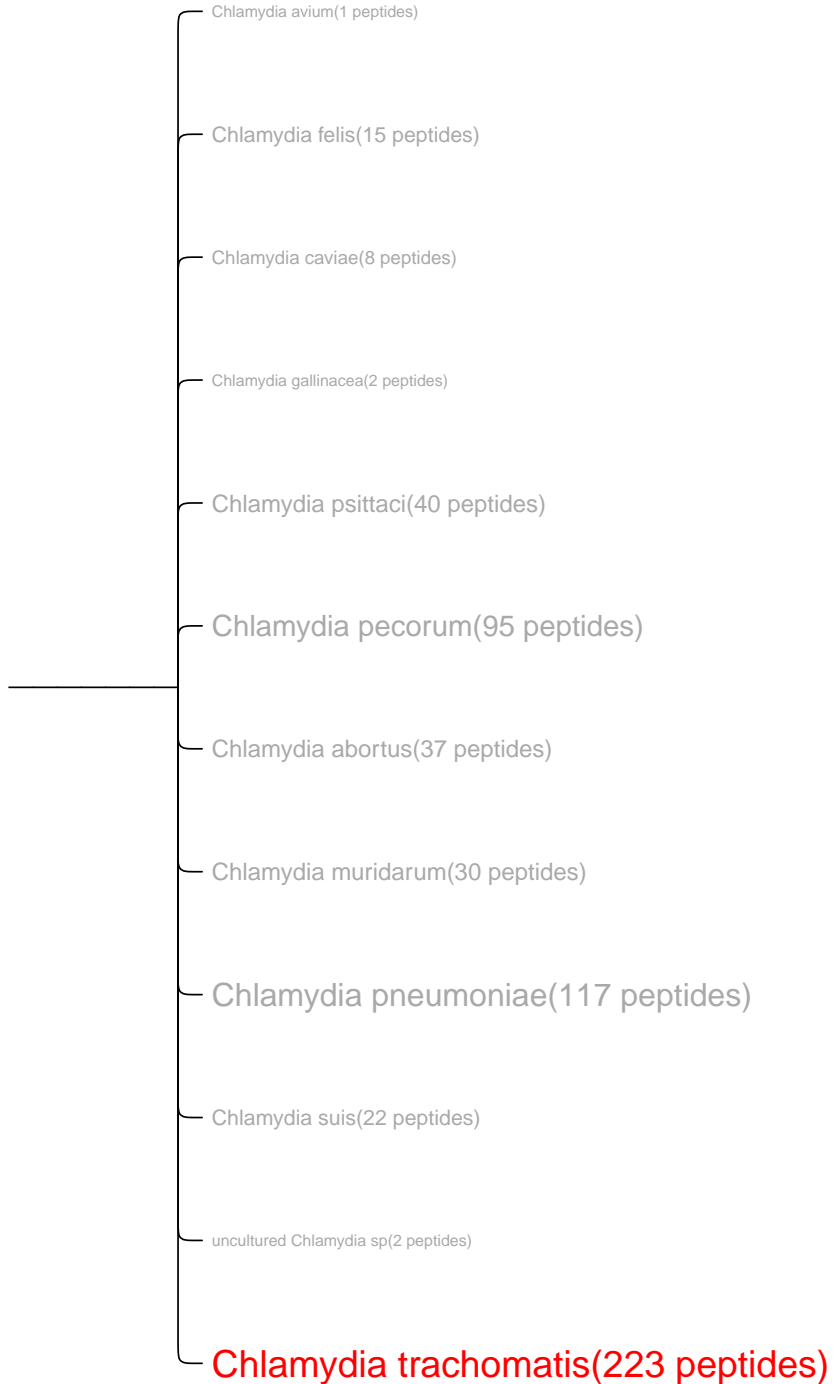 Chlamydia avium(1 peptides)
Chlamydia felis(15 peptides)
Chlamydia caviae(8 peptides)
Chlamydia gallinacea(2 peptides)
Chlamydia psittaci(40 peptides)
Chlamydia pecorum(95 peptides)
Chlamydia abortus(37 peptides)
Chlamydia muridarum(30 peptides)
Chlamydia pneumoniae(117 peptides)
Chlamydia suis(22 peptides)
uncultured Chlamydia sp(2 peptides)
Chlamydia trachomatis(223 peptides)